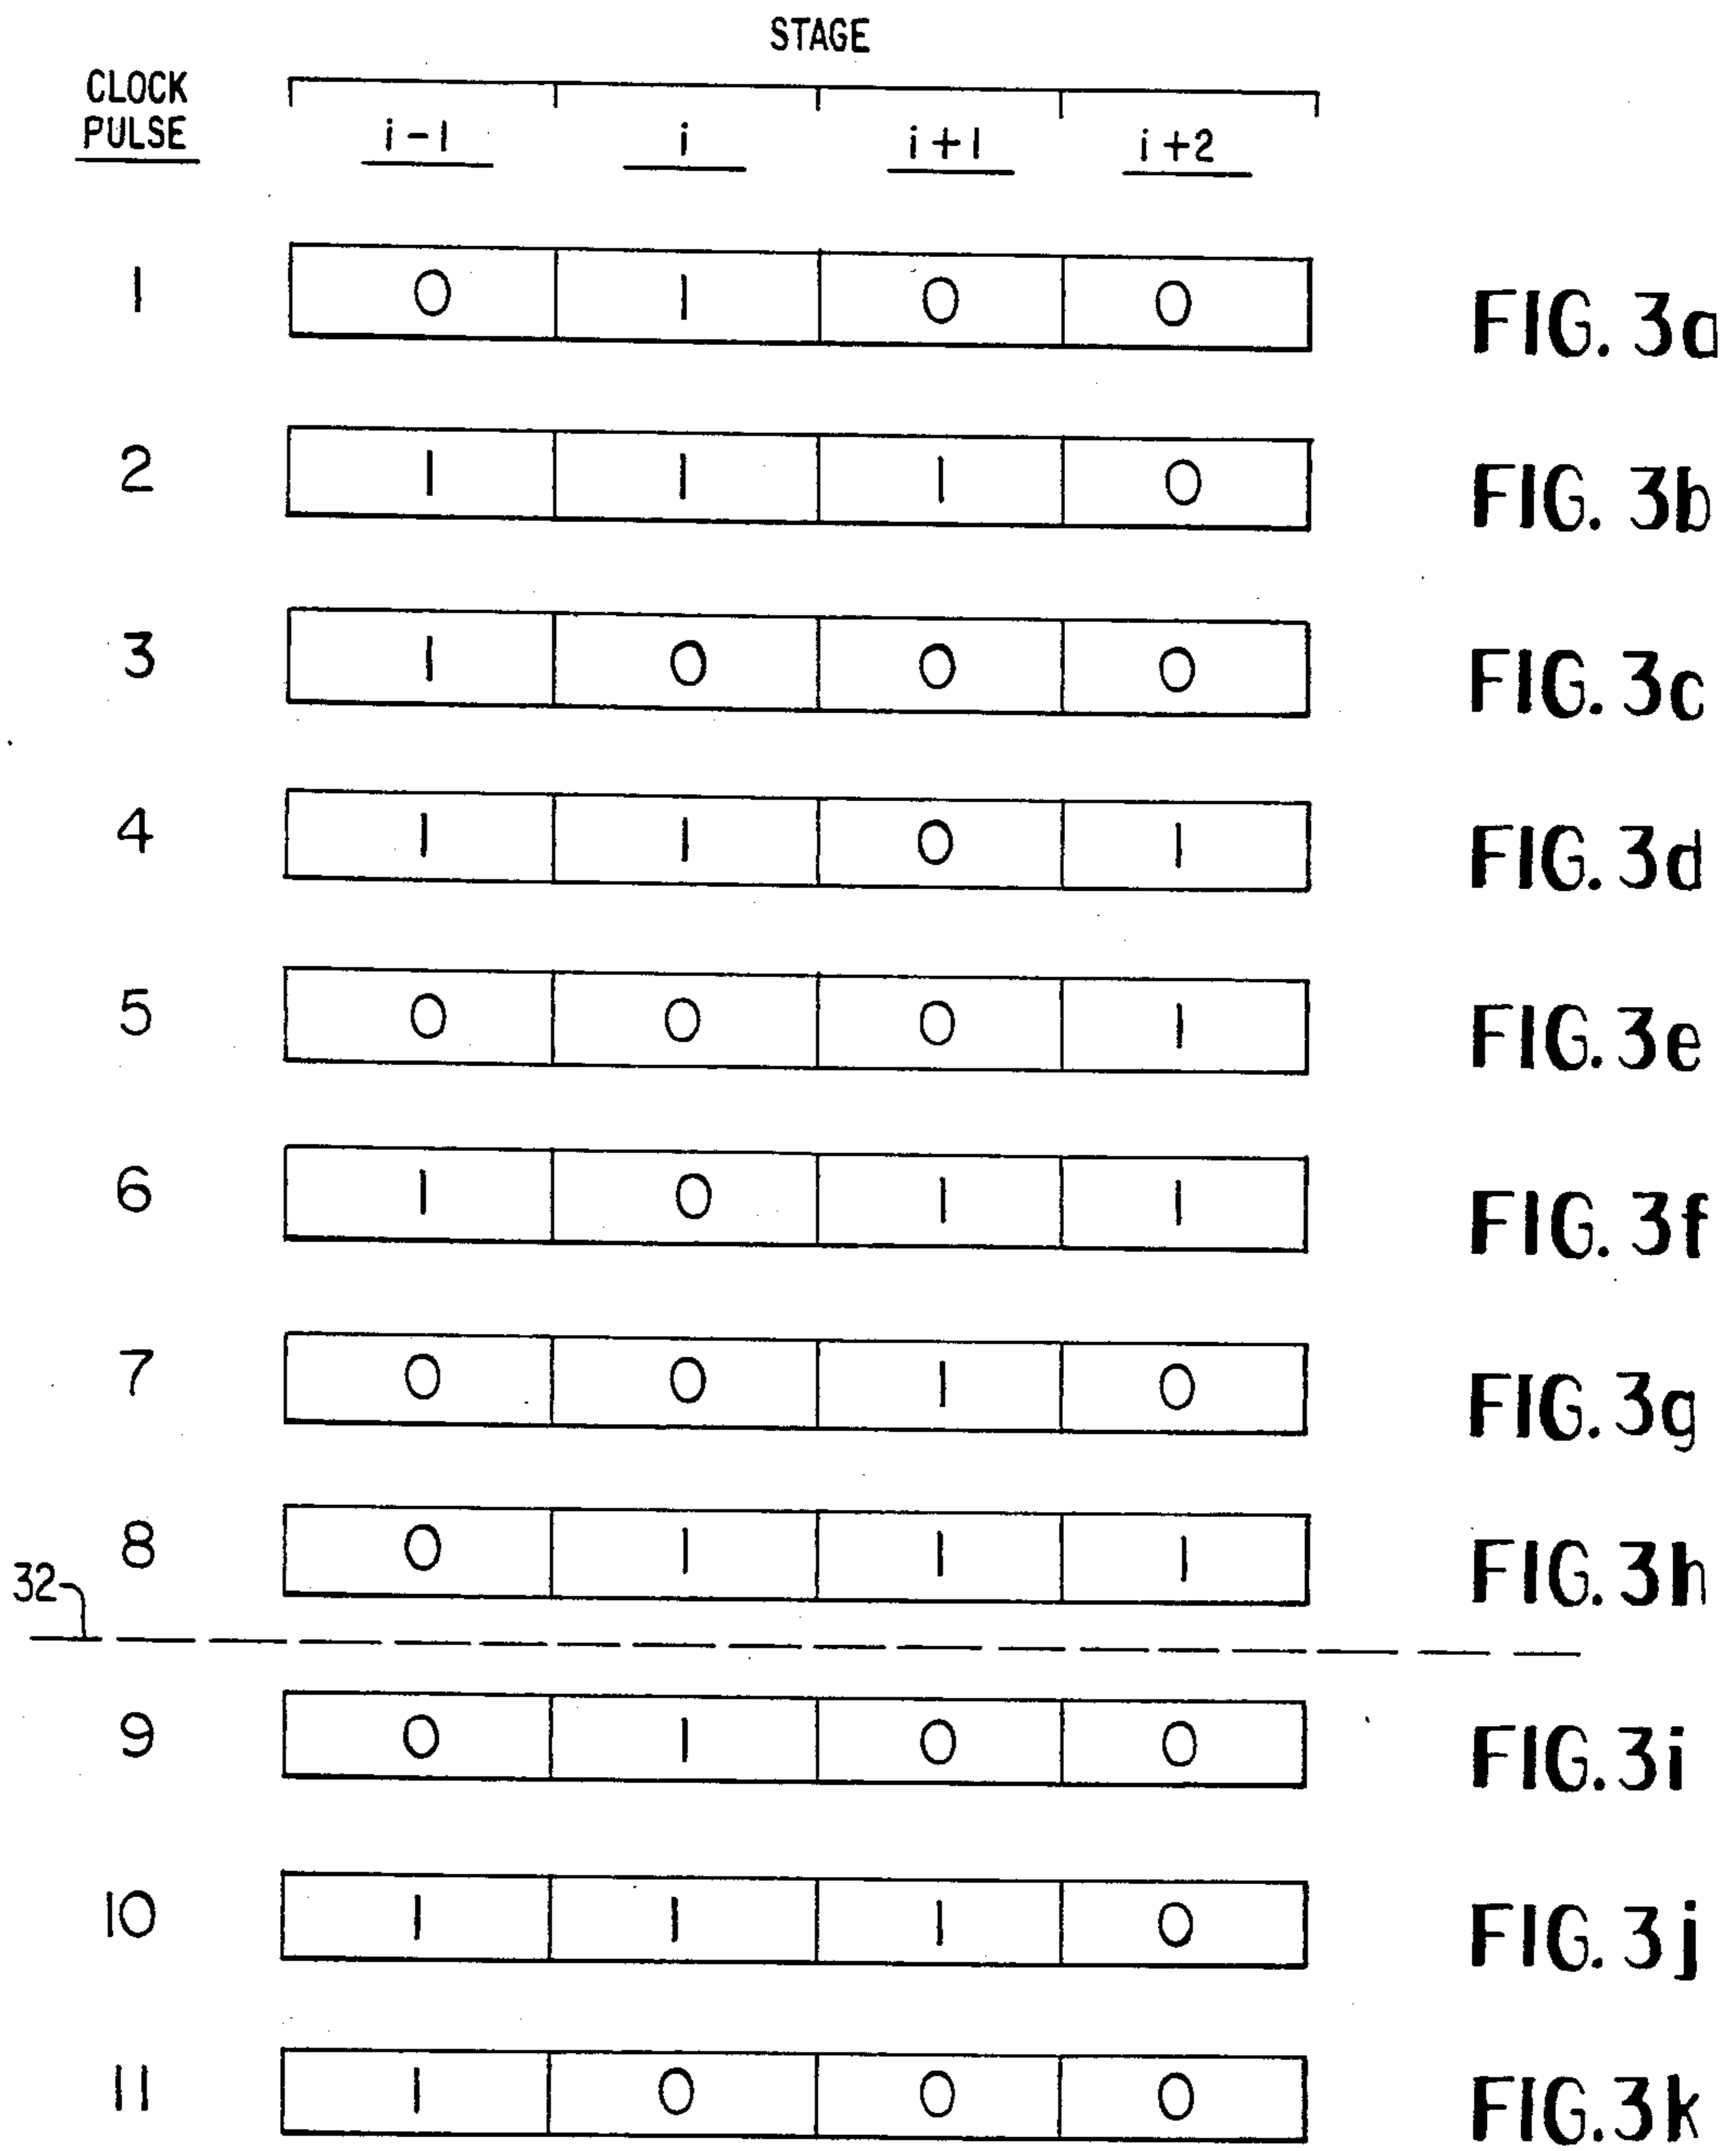 STAGE
CLOCK
PULSE
i-1 i i+1 i+2
1 0 1 0 0 FIG. 3a
2 1 1 1 0 FIG. 3b
3 1 0 0 0 FIG. 3c
4 1 1 0 1 FIG. 3d
5 0 0 0 1 FIG. 3e
6 1 0 1 1 FIG. 3f
7 0 0 1 0 FIG. 3g
8 0 1 1 1 FIG. 3h
32
9 0 1 0 0 FIG. 3i
10 1 1 1 0 FIG. 3j
11 1 0 0 0 FIG. 3k